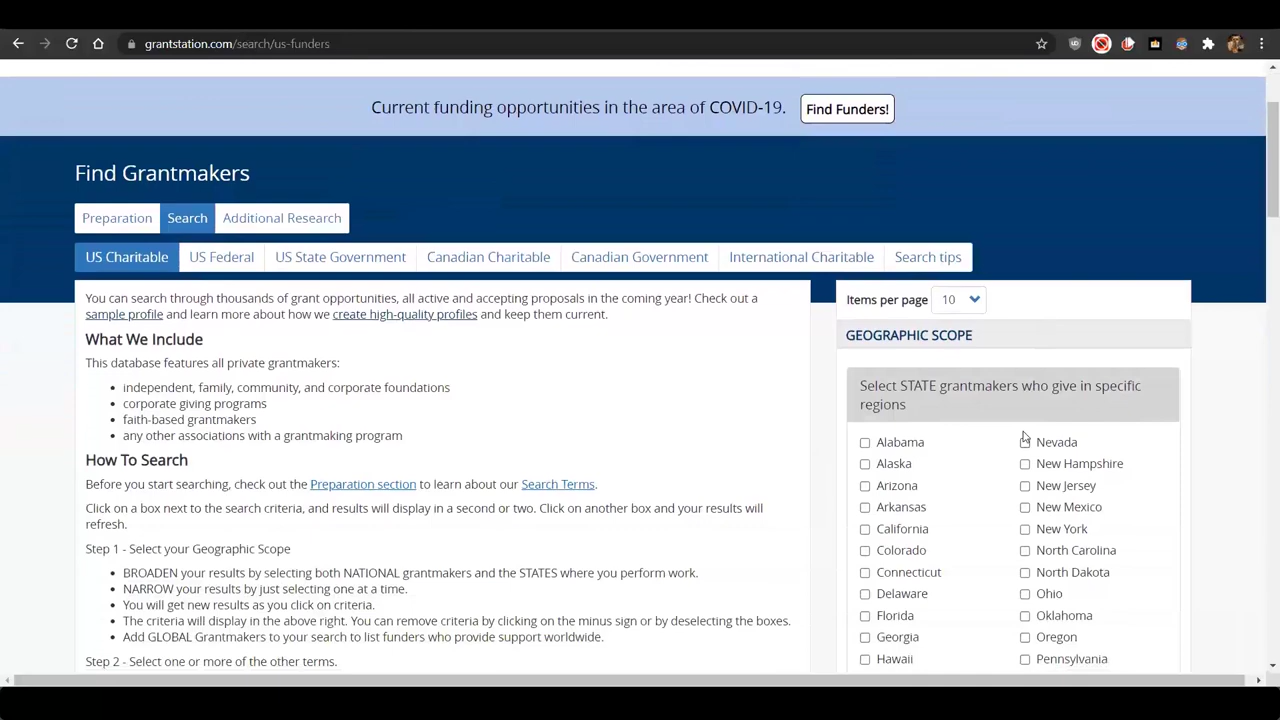 grantstation.com/search/us-funders
Current funding opportunities in the area of COVID-19.
Find Funders!
Find Grantmakers
Preparation
Search
Additional Research
US Charitable
US Federal
US State Government
Canadian Charitable
Canadian Government
International Charitable
Search tips
You can search through thousands of grant opportunities, all active and accepting proposals in the coming year! Check out a
sample profile and learn more about how we create high-quality profiles and keep them current.
What We Include
This database features all private grantmakers:
independent, family, community, and corporate foundations
corporate giving programs
faith-based grantmakers
any other associations with a grantmaking program
How To Search
Before you start searching, check out the Preparation section to learn about our Search Terms.
Click on a box next to the search criteria, and results will display in a second or two. Click on another box and your results will
refresh.
Step 1 - Select your Geographic Scope
BROADEN your results by selecting both NATIONAL grantmakers and the STATES where you perform work.
NARROW your results by just selecting one at a time.
You will get new results as you click on criteria.
The criteria will display in the above right. You can remove criteria by clicking on the minus sign or by deselecting the boxes.
Add GLOBAL Grantmakers to your search to list funders who provide support worldwide.
Step 2 - Select one or more of the other terms.
Items per page 10
GEOGRAPHIC SCOPE
Select STATE grantmakers who give in specific
regions
Alabama
Alaska
Arizona
Arkansas
California
Colorado
Connecticut
Delaware
Florida
Georgia
Hawaii
Nevada
New Hampshire
New Jersey
New Mexico
New York
North Carolina
North Dakota
Ohio
Oklahoma
Oregon
Pennsylvania